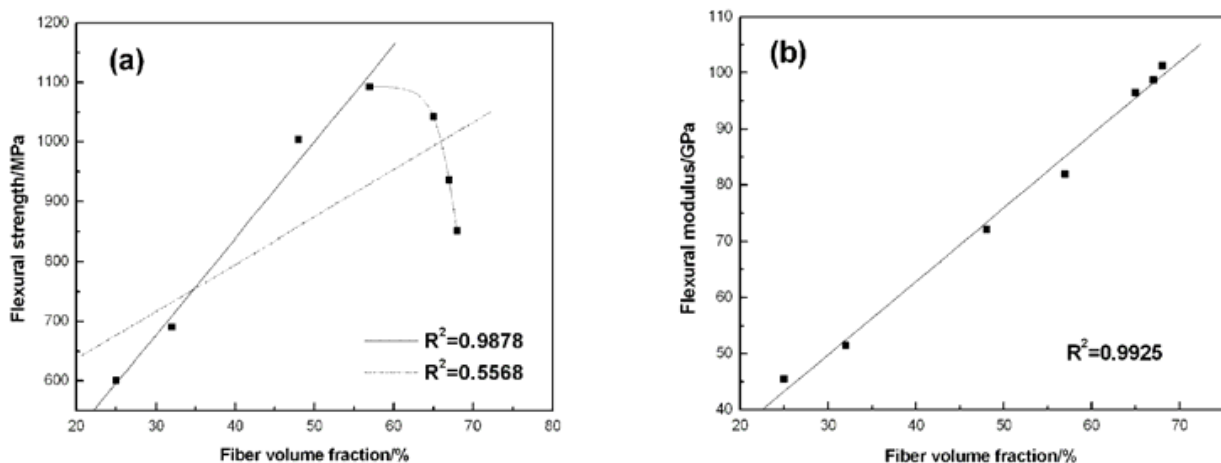 (a)
1200
1100
1000
900
800
700
600
Flexural strength/MPa
R²=0.9878
R²=0.5568
20 30 40 50 60 70 80
Fiber volume fraction/%
(b)
100
90
80
70
60
50
40
Flexural modulus/GPa
R²=0.9925
20 30 40 50 60 70
Fiber volume fraction/%